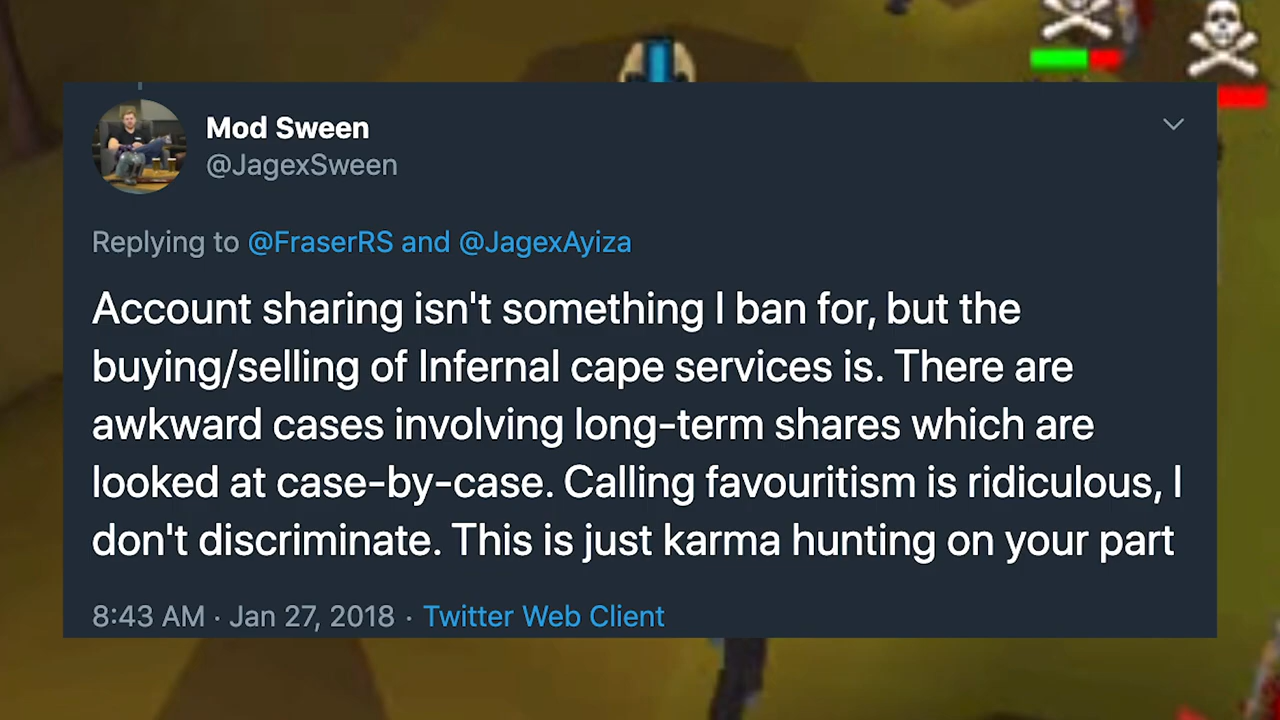 Mod Sween
@JagexSween
Replying to @FraserRS and @JagexAyiza
Account sharing isn't something I ban for, but the
buying/selling of Infernal cape services is. There are
awkward cases involving long-term shares which are
looked at case-by-case. Calling favouritism is ridiculous, I
don't discriminate. This is just karma hunting on your part
8:43 AM · Jan 27, 2018 · Twitter Web Client